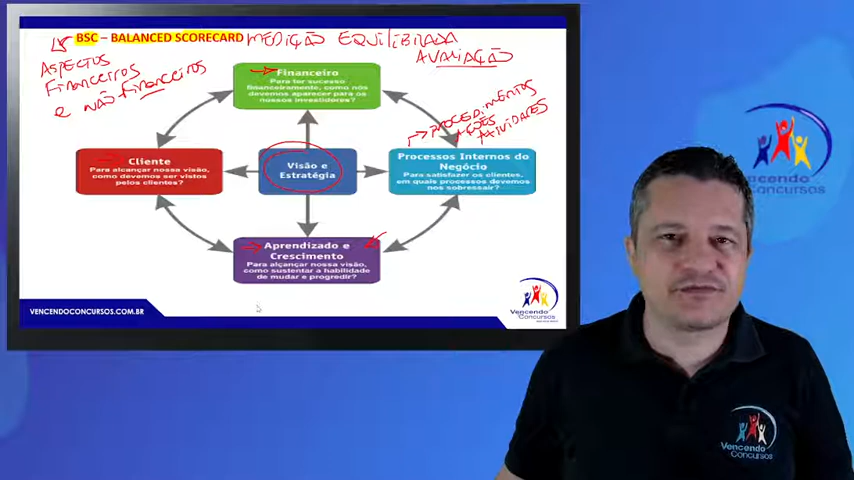 BSC – BALANCED SCORECARD MEDIÇÃO EQUILIBRADA
AVALIAÇÃO
ASPECTOS
FINANCEIROS
E NÃO FINANCEIROS
Financeiro
Para ter sucesso
financeiramente, como nós
devemos aparecer para os
nossos investidores?
PROCEDIMENTOS
AÇÕES
ATIVIDADES
Cliente
Para alcançar nossa visão,
como devemos ser vistos
pelos clientes?
Visão e
Estratégia
Processos Internos do
Negócio
Para satisfazer os clientes,
em quais processos devemos
nos sobressair?
Aprendizado e
Crescimento
Para alcançar nossa visão,
como sustentar a habilidade
de mudar e progredir?
VENCENDOCONCURSOS.COM.BR
Vencendo
Concursos
Vencendo
Concursos
Vencendo
Concursos